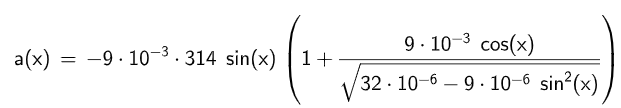 a(x) = −9 · 10⁻³ · 314 sin(x) (1 + (9 · 10⁻³ cos(x)) / √(32 · 10⁻⁶ − 9 · 10⁻⁶ sin²(x)))